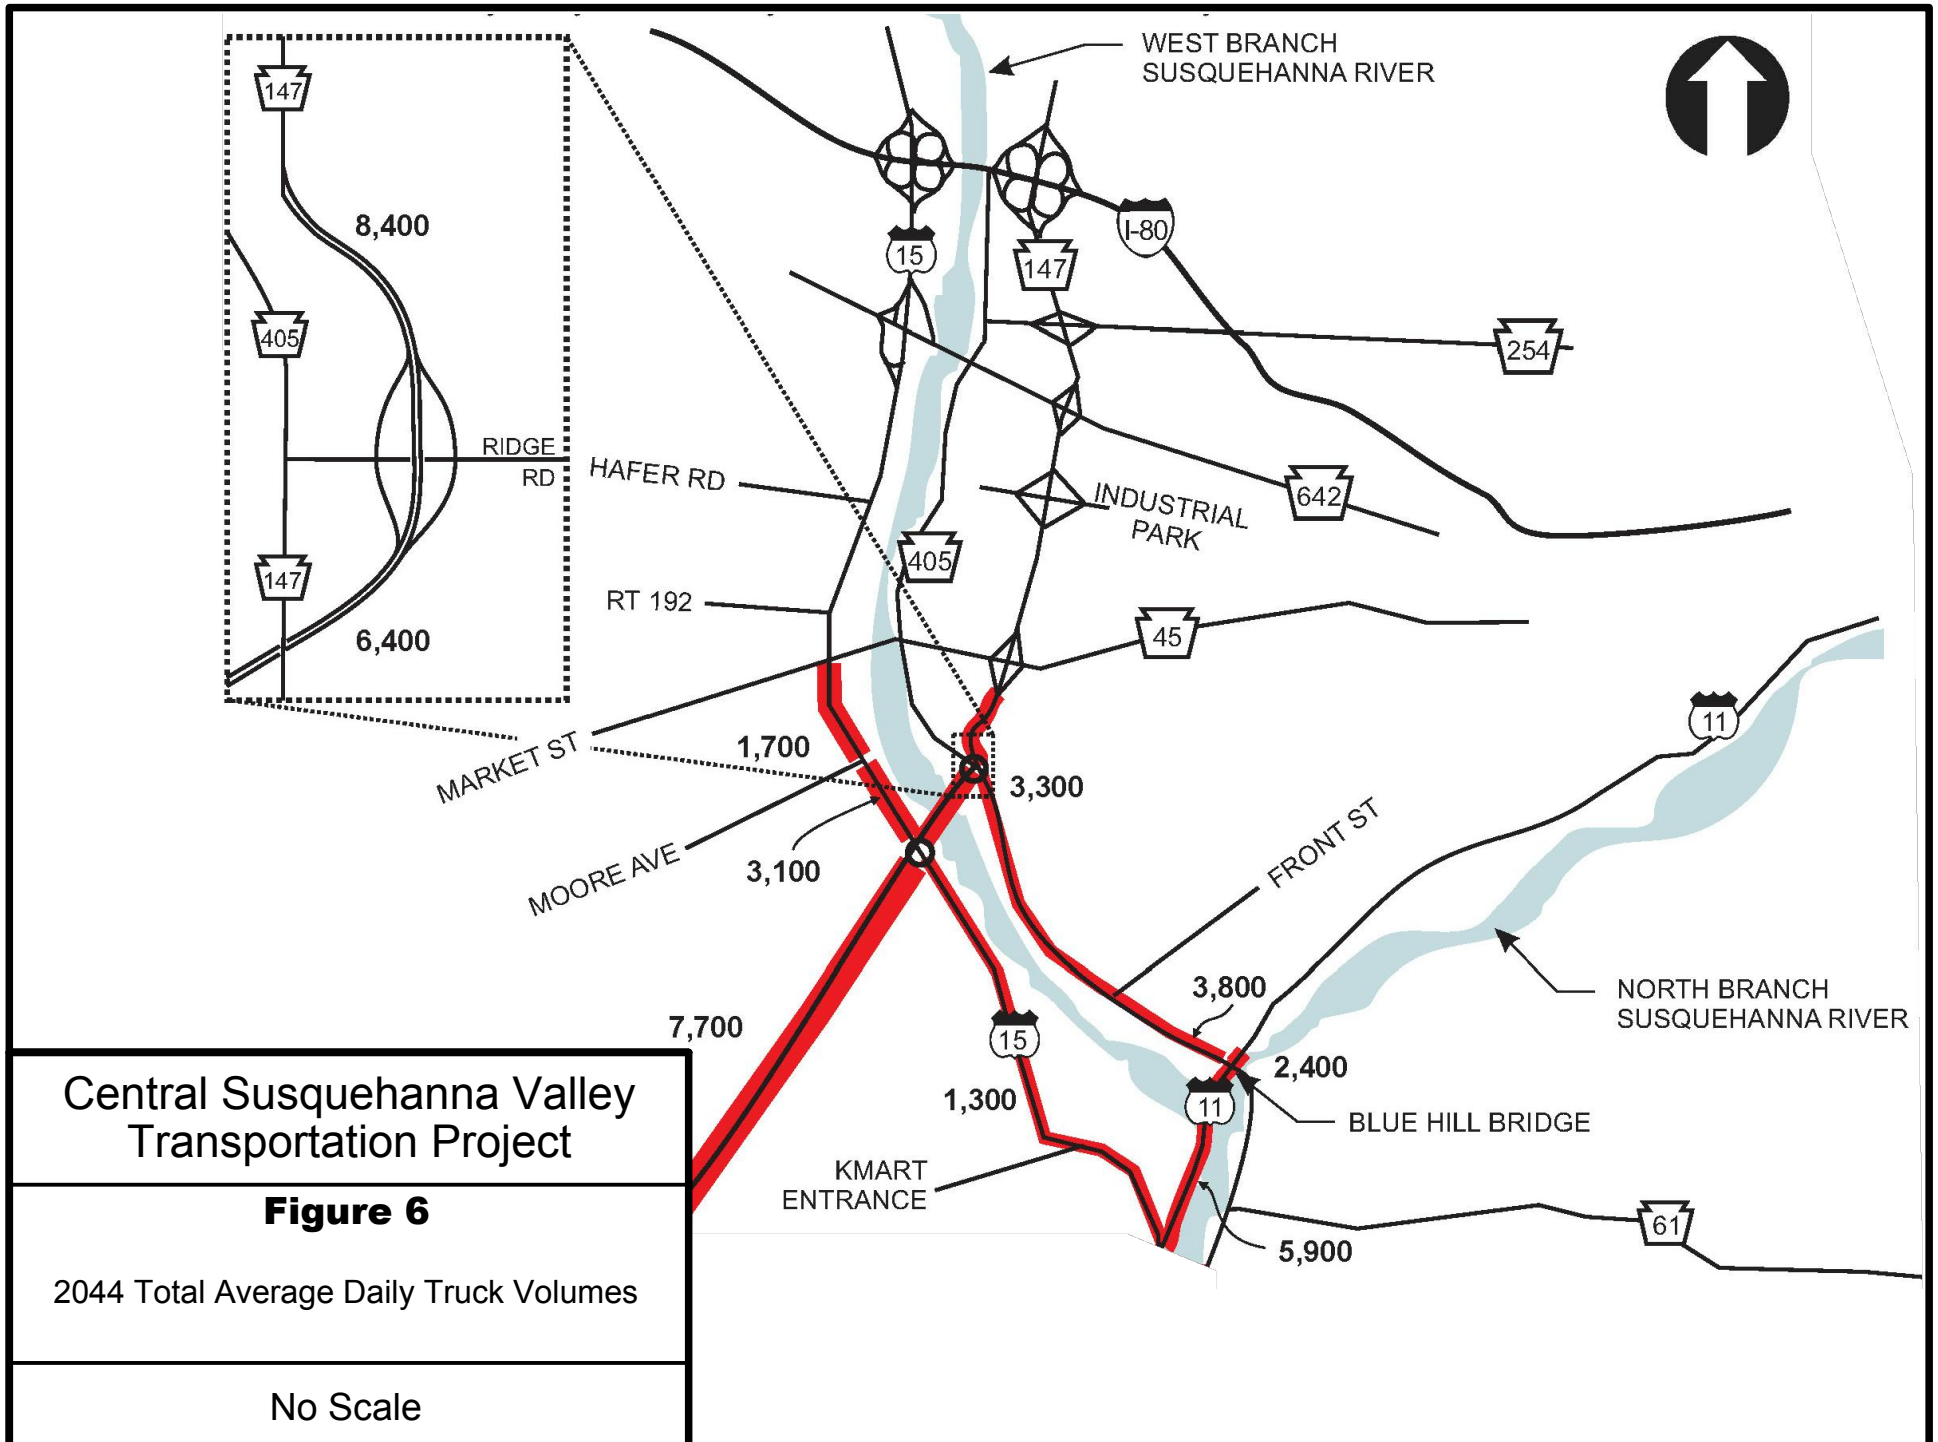 WEST BRANCH
SUSQUEHANNA RIVER
147
8,400
15
147
I-80
405
254
RIDGE
RD
HAFER RD
INDUSTRIAL
PARK
642
147
405
RT 192
45
6,400
11
MARKET ST
1,700
3,300
MOORE AVE
3,100
FRONT ST
7,700
15
3,800
NORTH BRANCH
SUSQUEHANNA RIVER
2,400
1,300
11
BLUE HILL BRIDGE
KMART
ENTRANCE
61
5,900
Central Susquehanna Valley
Transportation Project
Figure 6
2044 Total Average Daily Truck Volumes
No Scale